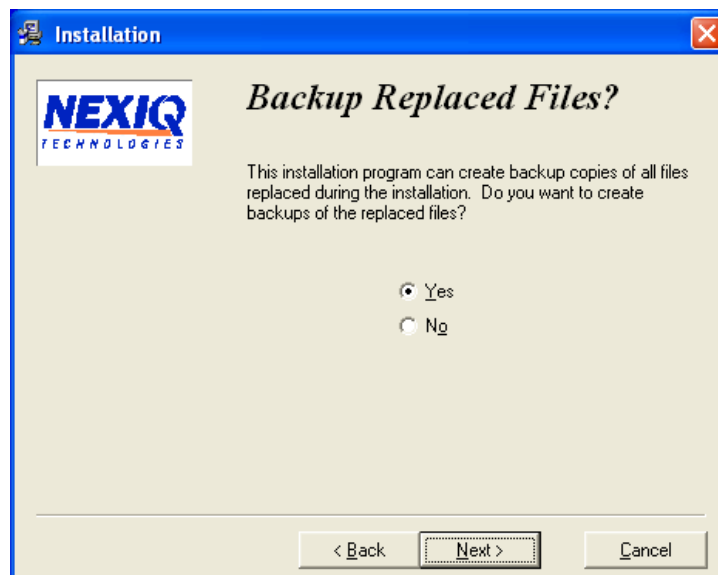 Installation
NEXIQ
TECHNOLOGIES
Backup Replaced Files?
This installation program can create backup copies of all files
replaced during the installation.  Do you want to create
backups of the replaced files?
Yes
No
< Back
Next >
Cancel